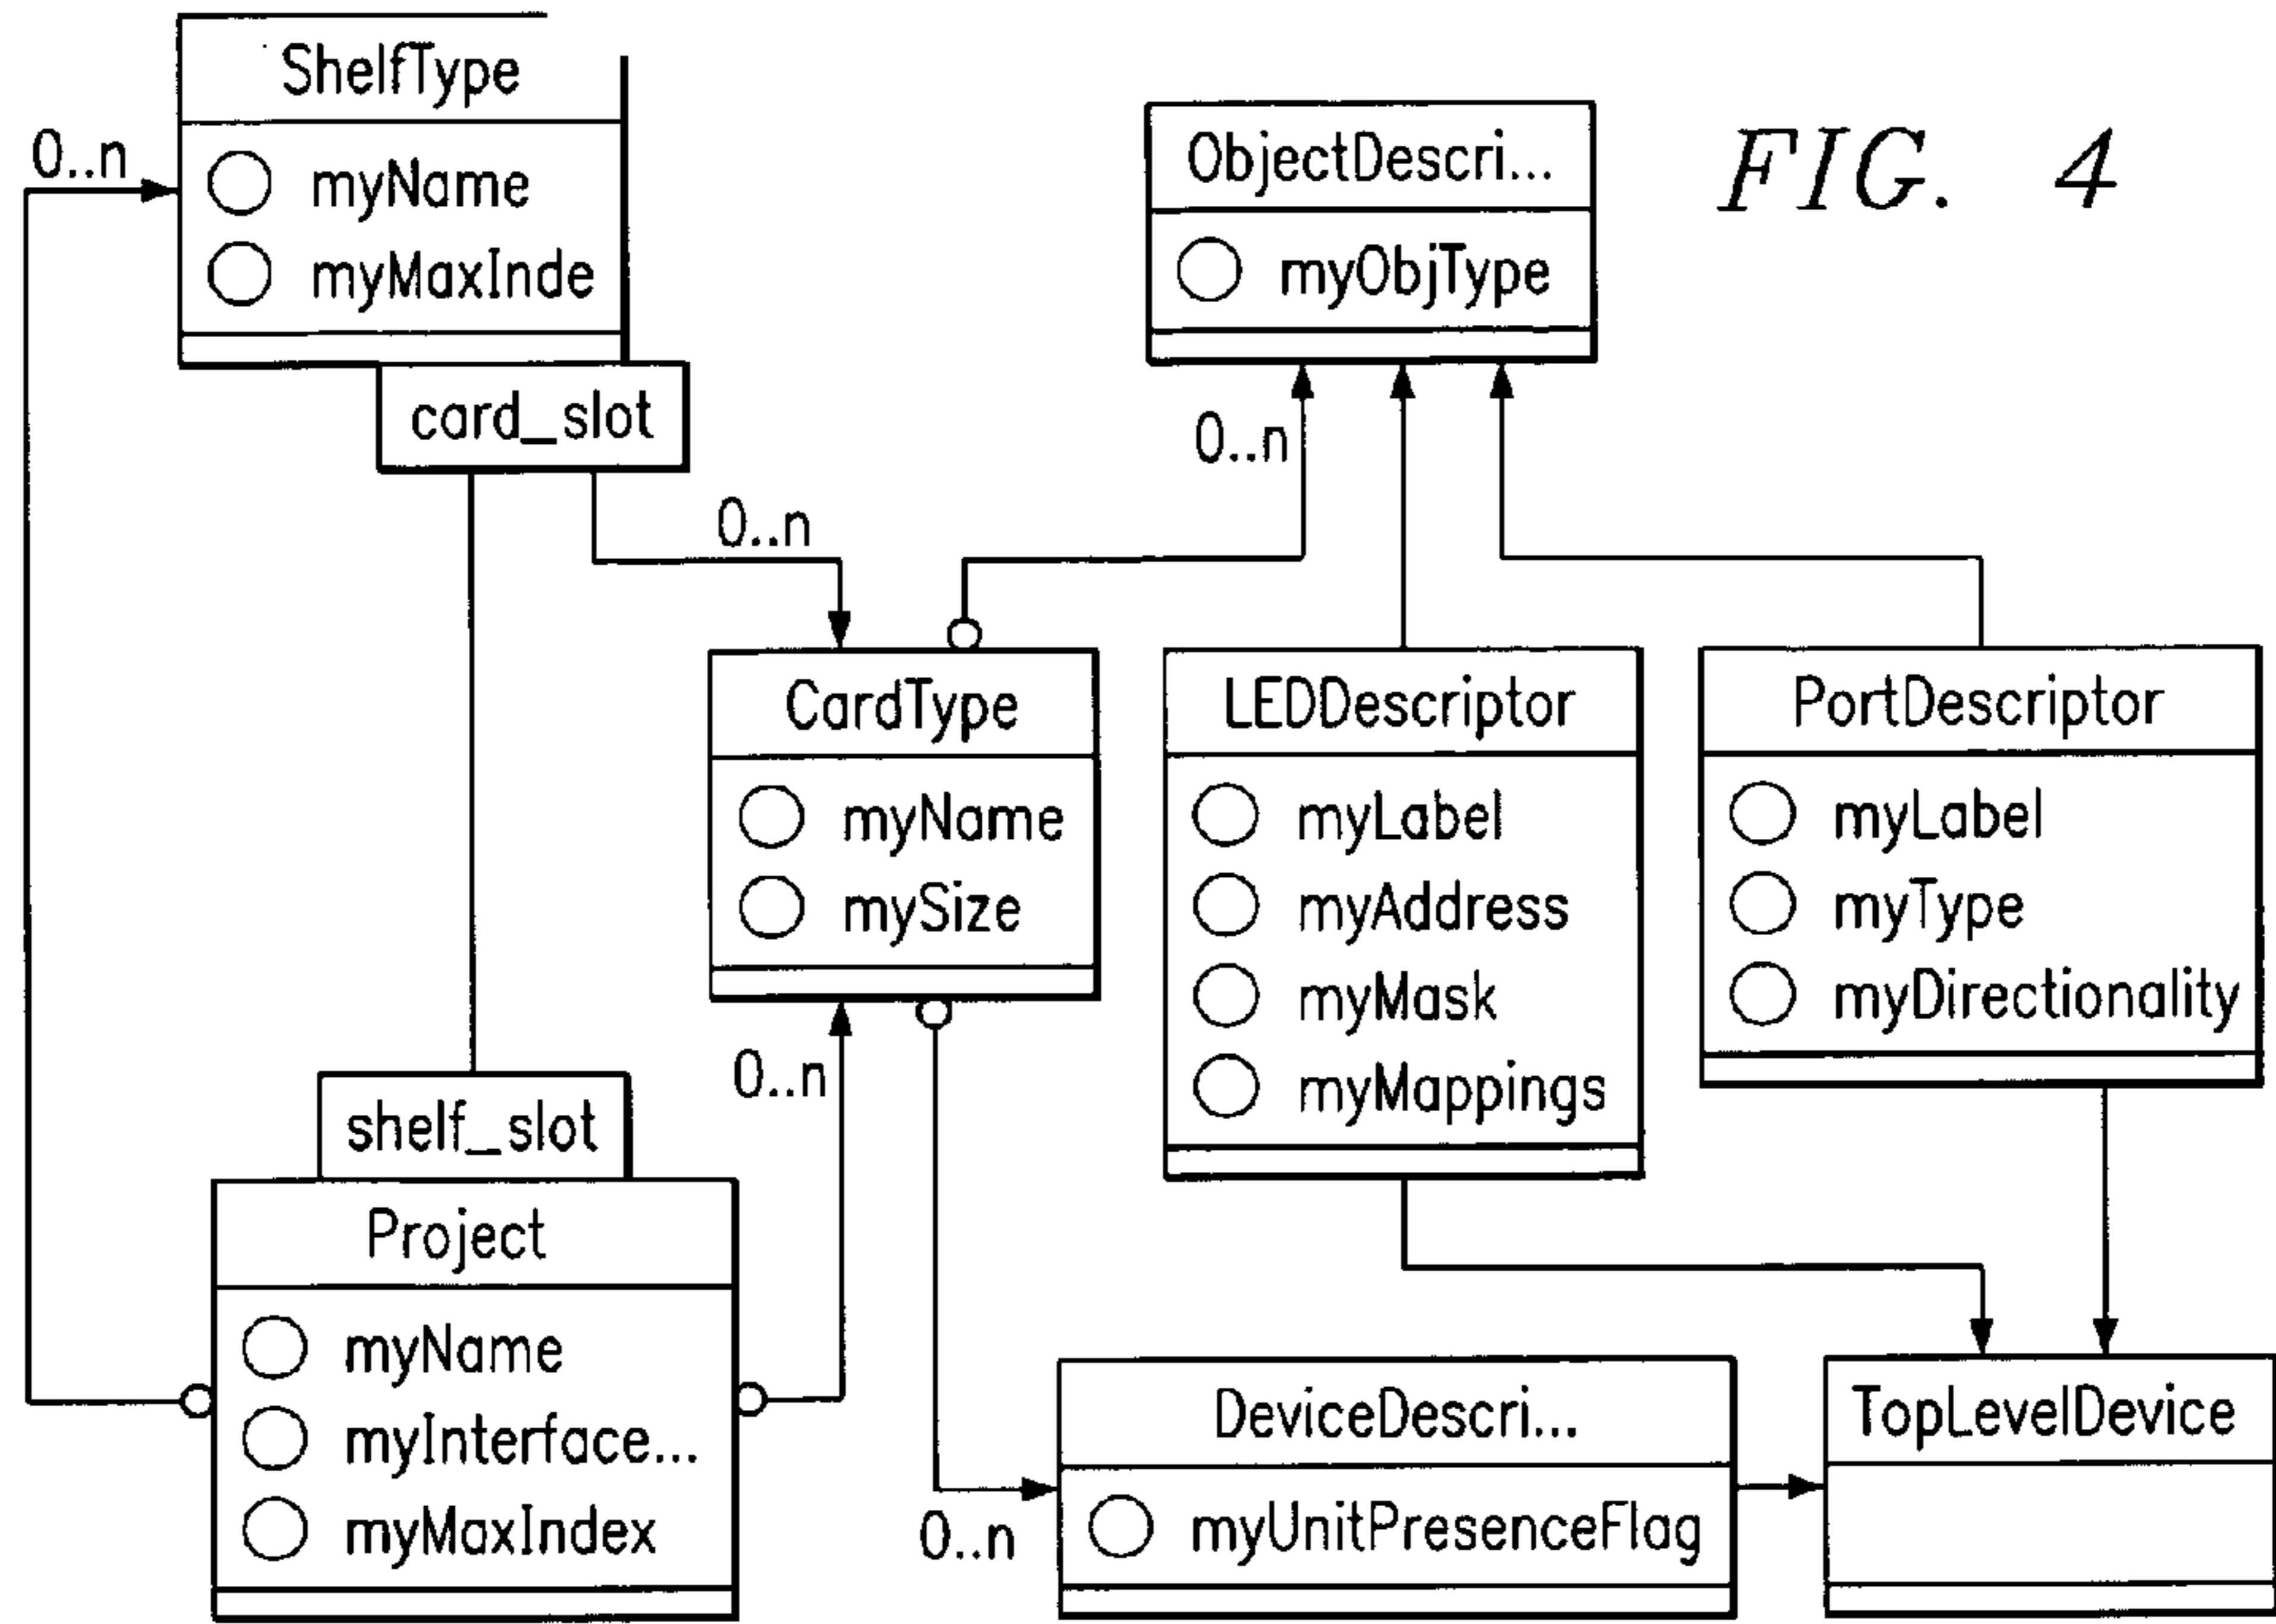 FIG. 4
ShelfType
0..n
myName
myMaxInde
card_slot
0..n
ObjectDescri...
myObjType
0..n
CardType
myName
mySize
0..n
LEDDescriptor
myLabel
myAddress
myMask
myMappings
PortDescriptor
myLabel
myType
myDirectionality
shelf_slot
Project
myName
myInterface...
myMaxIndex
0..n
DeviceDescri...
myUnitPresenceFlag
TopLevelDevice